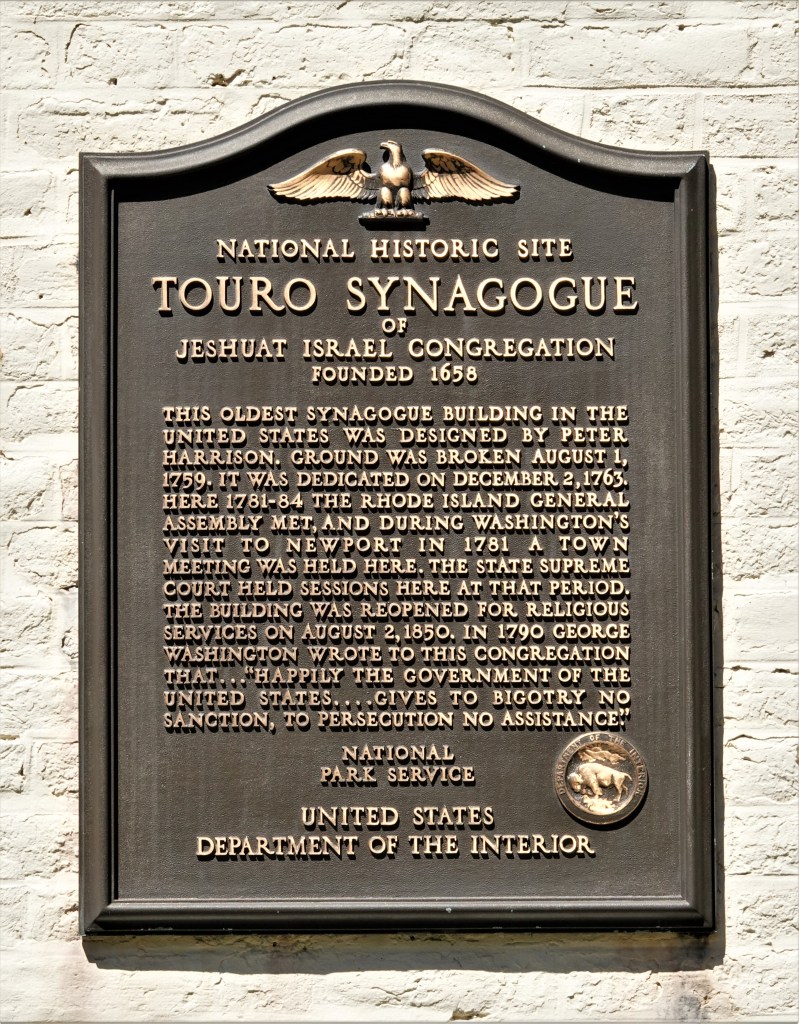 NATIONAL HISTORIC SITE
TOURO SYNAGOGUE
OF
JESHUAT ISRAEL CONGREGATION
FOUNDED 1658
THIS OLDEST SYNAGOGUE BUILDING IN THE
UNITED STATES WAS DESIGNED BY PETER
HARRISON. GROUND WAS BROKEN AUGUST 1,
1759. IT WAS DEDICATED ON DECEMBER 2, 1763.
HERE 1781-84 THE RHODE ISLAND GENERAL
ASSEMBLY MET, AND DURING WASHINGTON'S
VISIT TO NEWPORT IN 1781 A TOWN
MEETING WAS HELD HERE. THE STATE SUPREME
COURT HELD SESSIONS HERE AT THAT PERIOD.
THE BUILDING WAS REOPENED FOR RELIGIOUS
SERVICES ON AUGUST 2, 1850. IN 1790 GEORGE
WASHINGTON WROTE TO THIS CONGREGATION
THAT..."HAPPILY THE GOVERNMENT OF THE
UNITED STATES....GIVES TO BIGOTRY NO
SANCTION, TO PERSECUTION NO ASSISTANCE."
NATIONAL
PARK SERVICE
DEPARTMENT OF THE INTERIOR
UNITED STATES
DEPARTMENT OF THE INTERIOR